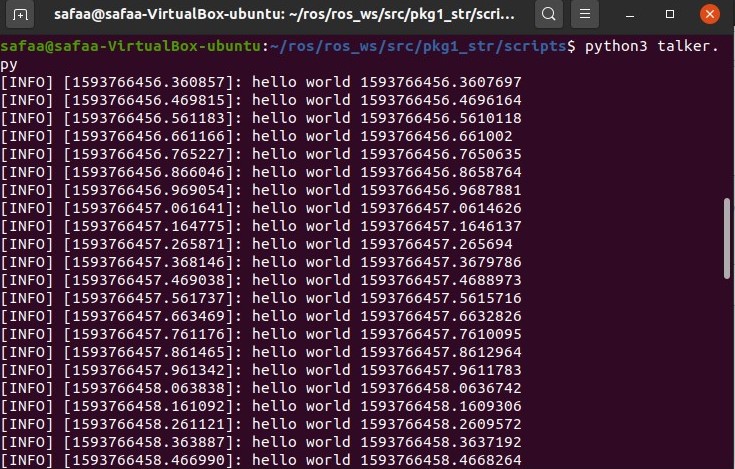 safaa@safaa-VirtualBox-ubuntu: ~/ros/ros_ws/src/pkg1_str/scri...
safaa@safaa-VirtualBox-ubuntu:~/ros/ros_ws/src/pkg1_str/scripts$ python3 talker.
py
[INFO] [1593766456.360857]: hello world 1593766456.3607697
[INFO] [1593766456.469815]: hello world 1593766456.4696164
[INFO] [1593766456.561183]: hello world 1593766456.5610118
[INFO] [1593766456.661166]: hello world 1593766456.661002
[INFO] [1593766456.765227]: hello world 1593766456.7650635
[INFO] [1593766456.866046]: hello world 1593766456.8658764
[INFO] [1593766456.969054]: hello world 1593766456.9687881
[INFO] [1593766457.061641]: hello world 1593766457.0614626
[INFO] [1593766457.164775]: hello world 1593766457.1646137
[INFO] [1593766457.265871]: hello world 1593766457.265694
[INFO] [1593766457.368146]: hello world 1593766457.3679786
[INFO] [1593766457.469038]: hello world 1593766457.4688973
[INFO] [1593766457.561737]: hello world 1593766457.5615716
[INFO] [1593766457.663469]: hello world 1593766457.6632826
[INFO] [1593766457.761176]: hello world 1593766457.7610095
[INFO] [1593766457.861465]: hello world 1593766457.8612964
[INFO] [1593766457.961342]: hello world 1593766457.9611783
[INFO] [1593766458.063838]: hello world 1593766458.0636742
[INFO] [1593766458.161092]: hello world 1593766458.1609306
[INFO] [1593766458.261121]: hello world 1593766458.2609572
[INFO] [1593766458.363887]: hello world 1593766458.3637192
[INFO] [1593766458.466990]: hello world 1593766458.4668264